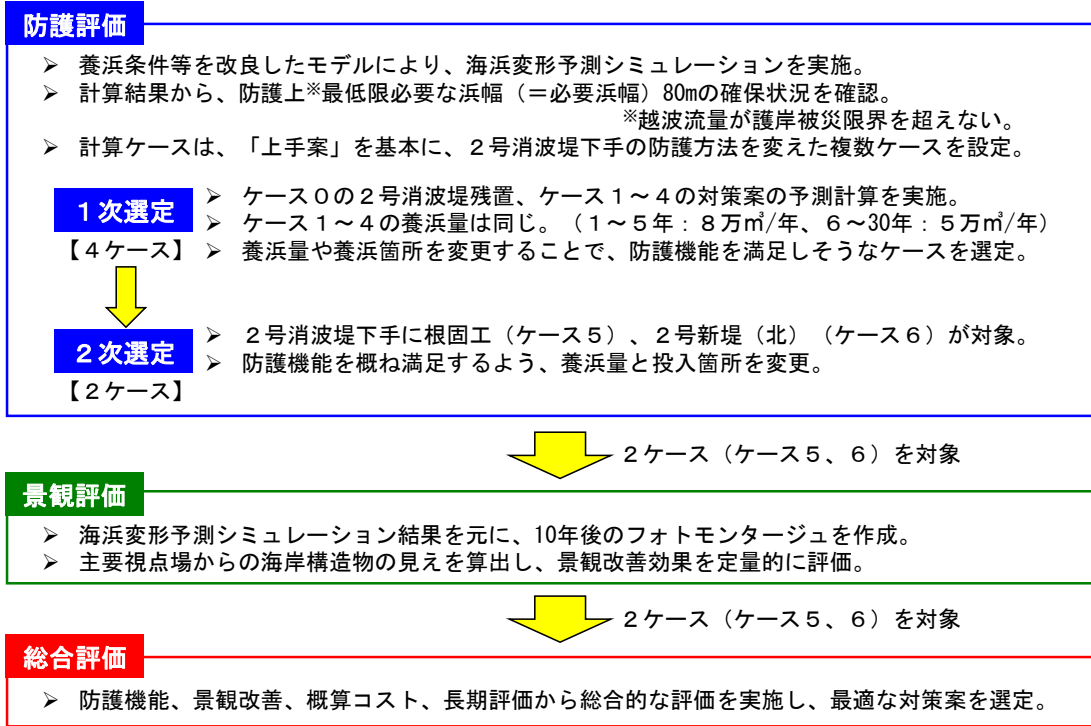 防護評価
➢ 養浜条件等を改良したモデルにより、海浜変形予測シミュレーションを実施。
➢ 計算結果から、防護上※最低限必要な浜幅(=必要浜幅)80mの確保状況を確認。
※越波流量が護岸被災限界を超えない。
➢ 計算ケースは、「上手案」を基本に、２号消波堤下手の防護方法を変えた複数ケースを設定。
１次選定
【４ケース】
➢ ケース０の２号消波堤残置、ケース１～４の対策案の予測計算を実施。
➢ ケース１～４の養浜量は同じ。（１～５年：８万㎥/年、６～30年：５万㎥/年）
➢ 養浜量や養浜箇所を変更することで、防護機能を満足しそうなケースを選定。
２次選定
【２ケース】
➢ ２号消波堤下手に根固工（ケース５）、２号新堤（北）（ケース６）が対象。
➢ 防護機能を概ね満足するよう、養浜量と投入箇所を変更。
２ケース（ケース５、６）を対象
景観評価
➢ 海浜変形予測シミュレーション結果を元に、10年後のフォトモンタージュを作成。
➢ 主要視点場からの海岸構造物の見えを算出し、景観改善効果を定量的に評価。
２ケース（ケース５、６）を対象
総合評価
➢ 防護機能、景観改善、概算コスト、長期評価から総合的な評価を実施し、最適な対策案を選定。